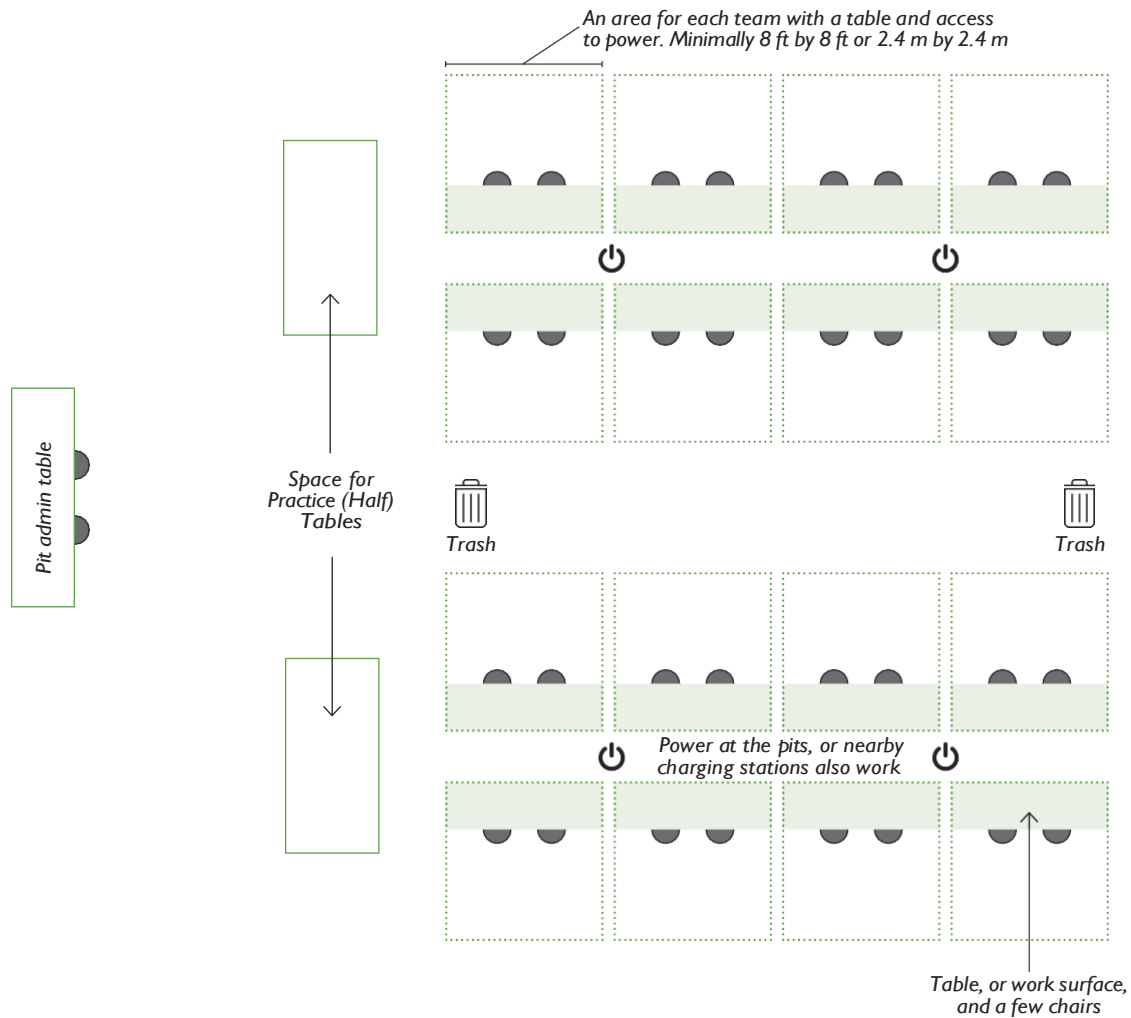 An area for each team with a table and access
to power. Minimally 8 ft by 8 ft or 2.4 m by 2.4 m
Pit admin table
Space for
Practice (Half)
Tables
Trash
Trash
Power at the pits, or nearby
charging stations also work
Table, or work surface,
and a few chairs